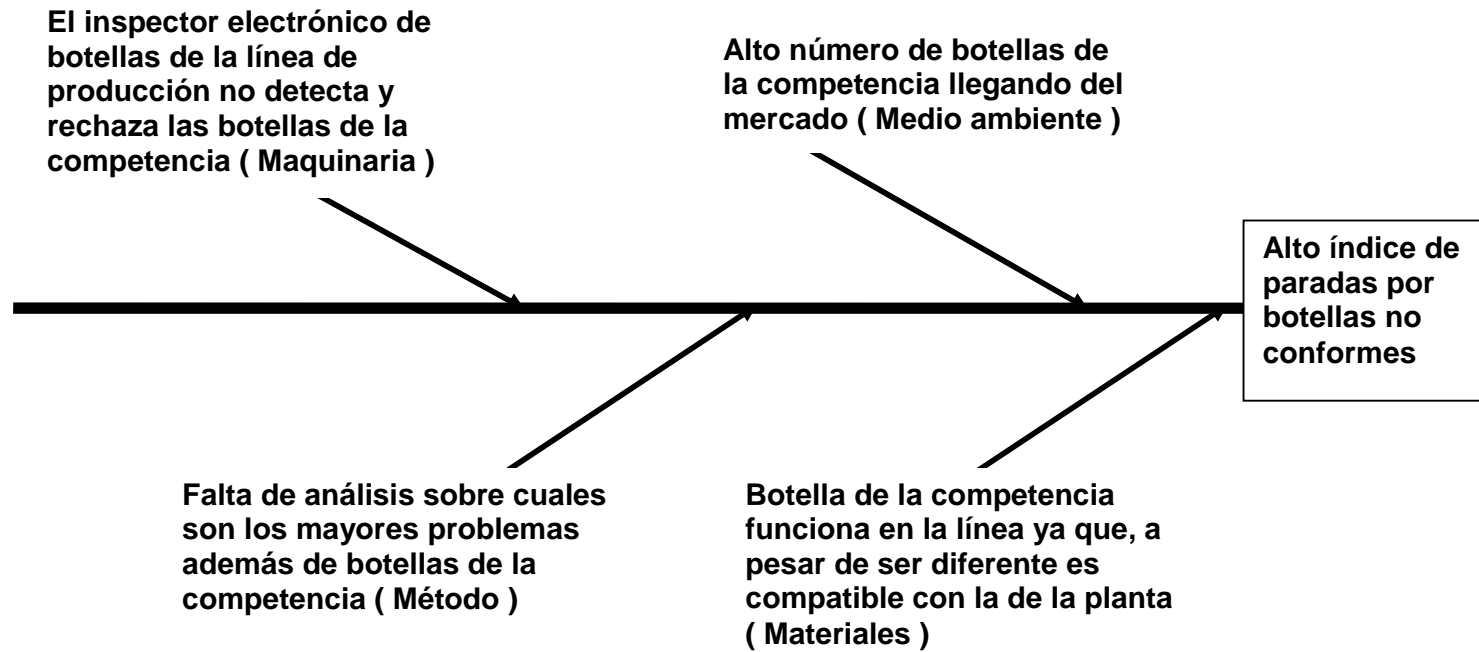 El inspector electrónico de
botellas de la línea de
producción no detecta y
rechaza las botellas de la
competencia ( Maquinaria )
Alto número de botellas de
la competencia llegando del
mercado ( Medio ambiente )
Alto índice de
paradas por
botellas no
conformes
Falta de análisis sobre cuales
son los mayores problemas
además de botellas de la
competencia ( Método )
Botella de la competencia
funciona en la línea ya que, a
pesar de ser diferente es
compatible con la de la planta
( Materiales )